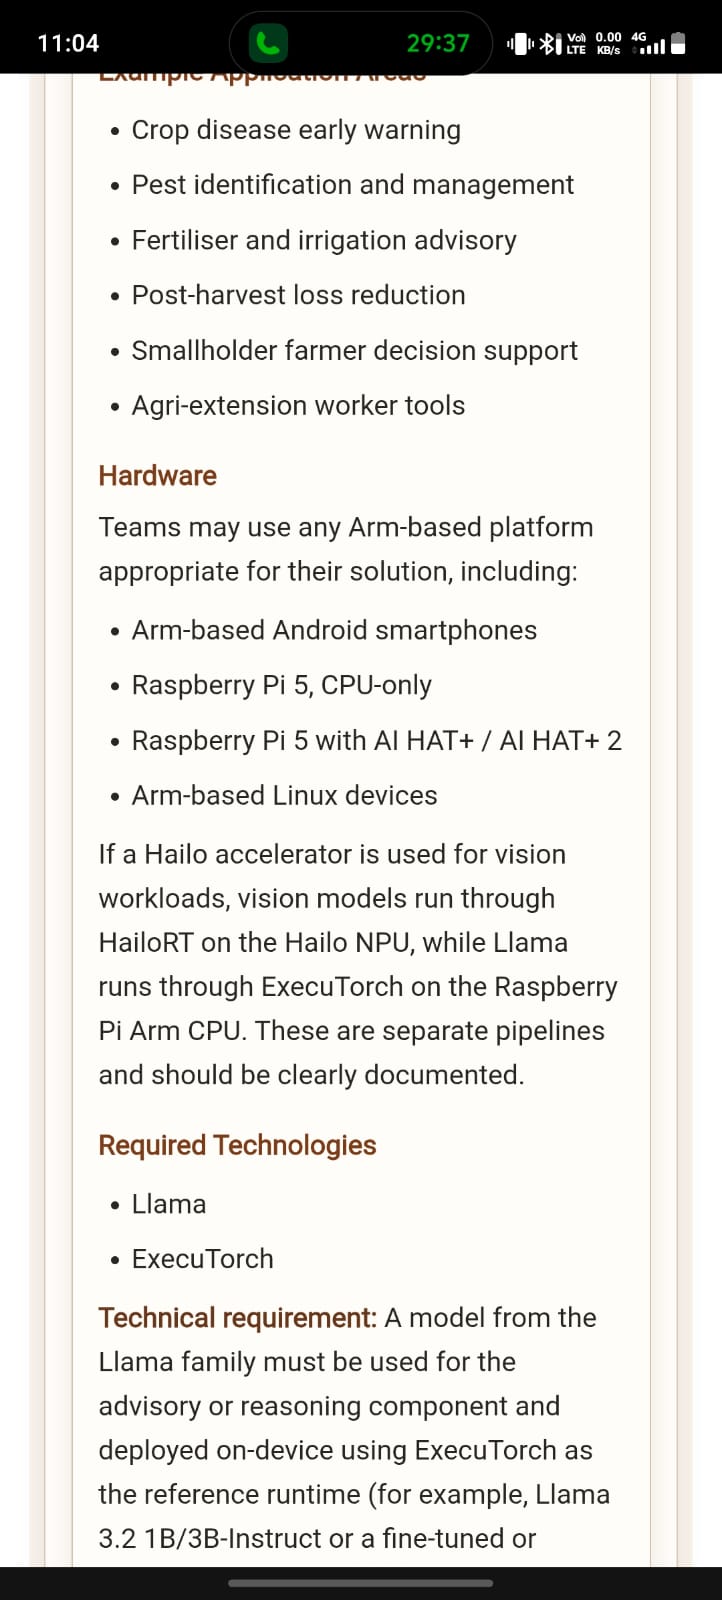 11:04
29:37
Vo) 0.00 4G
LTE KB/s
Example Application Areas
• Crop disease early warning
• Pest identification and management
• Fertiliser and irrigation advisory
• Post-harvest loss reduction
• Smallholder farmer decision support
• Agri-extension worker tools
Hardware
Teams may use any Arm-based platform
appropriate for their solution, including:
• Arm-based Android smartphones
• Raspberry Pi 5, CPU-only
• Raspberry Pi 5 with AI HAT+ / AI HAT+ 2
• Arm-based Linux devices
If a Hailo accelerator is used for vision
workloads, vision models run through
HailoRT on the Hailo NPU, while Llama
runs through ExecuTorch on the Raspberry
Pi Arm CPU. These are separate pipelines
and should be clearly documented.
Required Technologies
• Llama
• ExecuTorch
Technical requirement: A model from the
Llama family must be used for the
advisory or reasoning component and
deployed on-device using ExecuTorch as
the reference runtime (for example, Llama
3.2 1B/3B-Instruct or a fine-tuned or